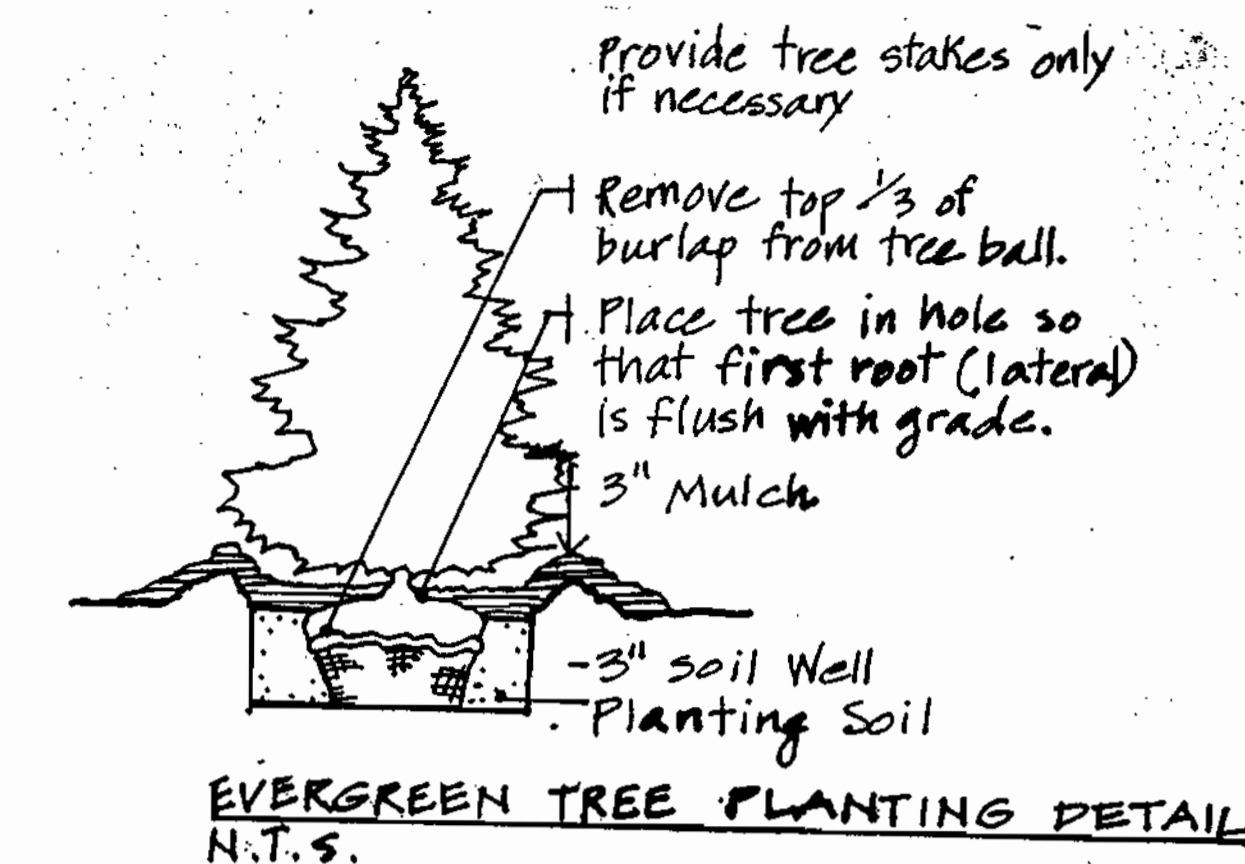 Provide tree stakes only
if necessary
Remove top 1/3 of
burlap from tree ball.
Place tree in hole so
that first root (lateral)
is flush with grade.
3" Mulch
-3" soil Well
Planting Soil
EVERGREEN TREE PLANTING DETAIL
N.T.S.